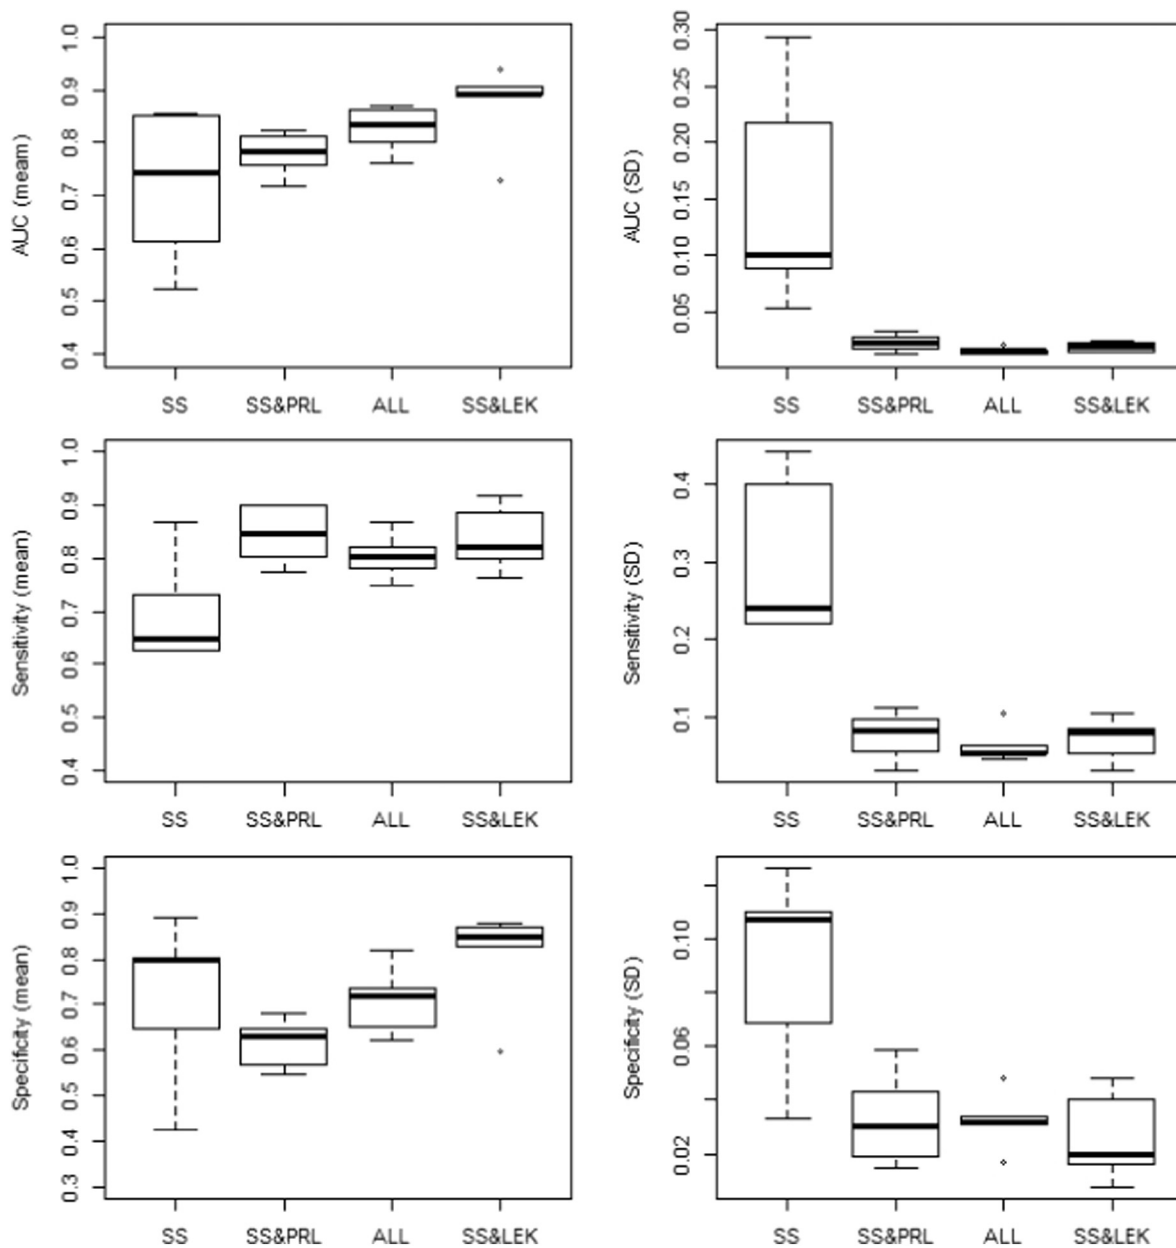 AUC (meam)
1.0
0.9
0.8
0.7
0.6
0.5
0.4
SS SS&PRL ALL SS&LEK
AUC (SD)
0.30
0.25
0.20
0.15
0.10
0.05
SS SS&PRL ALL SS&LEK
Sensitivity (mean)
1.0
0.9
0.8
0.7
0.6
0.5
0.4
SS SS&PRL ALL SS&LEK
Sensitivity (SD)
0.4
0.3
0.2
0.1
SS SS&PRL ALL SS&LEK
Specificity (mean)
1.0
0.9
0.8
0.7
0.6
0.5
0.4
0.3
SS SS&PRL ALL SS&LEK
Specificity (SD)
0.10
0.06
0.02
SS SS&PRL ALL SS&LEK